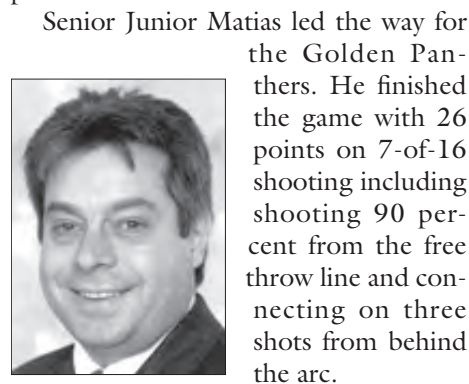 Senior Junior Matias led the way for
the Golden Pan-
thers. He finished
the game with 26
points on 7-of-16
shooting including
shooting 90 per-
cent from the free
throw line and con-
necting on three
shots from behind
the arc.